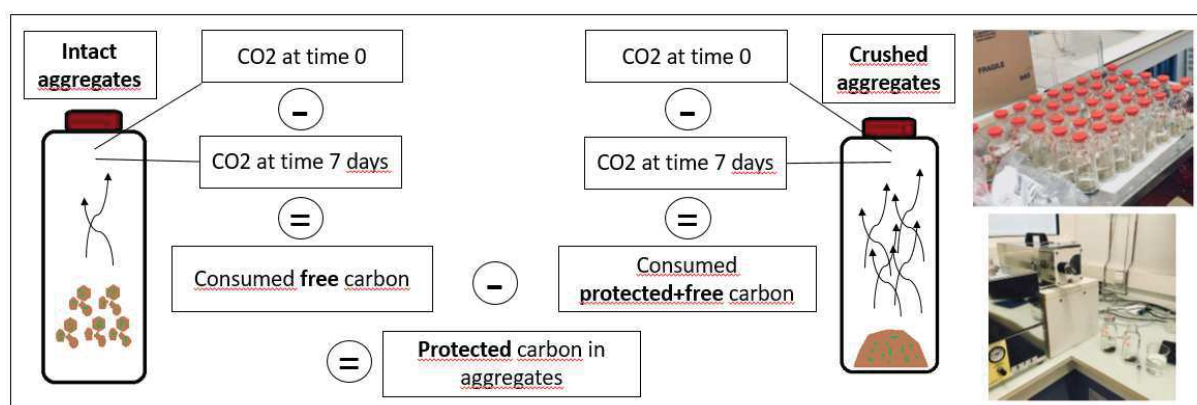 Intact
aggregates
CO2 at time 0
-
CO2 at time 7 days
=
Consumed free carbon
-
CO2 at time 0
-
CO2 at time 7 days
=
Consumed
protected+free carbon
Crushed
aggregates
=
Protected carbon in
aggregates
FRAGILE